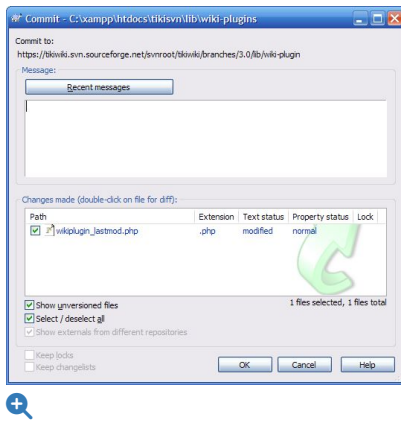 Commit - C:\xampp\htdocs\tikisvn\lib\wiki-plugins
Commit to:
https://tikiwiki.svn.sourceforge.net/svnroot/tikiwiki/branches/3.0/lib/wiki-plugin
Message:
Recent messages
Changes made (double-click on file for diff):
Path Extension Text status Property status Lock
wikiplugin_lastmod.php .php modified normal
Show unversioned files 1 files selected, 1 files total
Select / deselect all
Show externals from different repositories
Keep locks
Keep changelists
OK Cancel Help